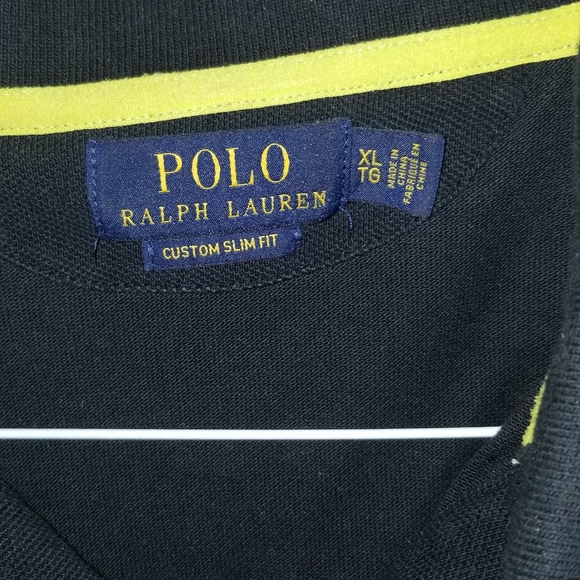 POLO
RALPH LAUREN
CUSTOM SLIM FIT
XL
TG
MADE IN
CHINA
FABRIQUÉ EN
CHINE